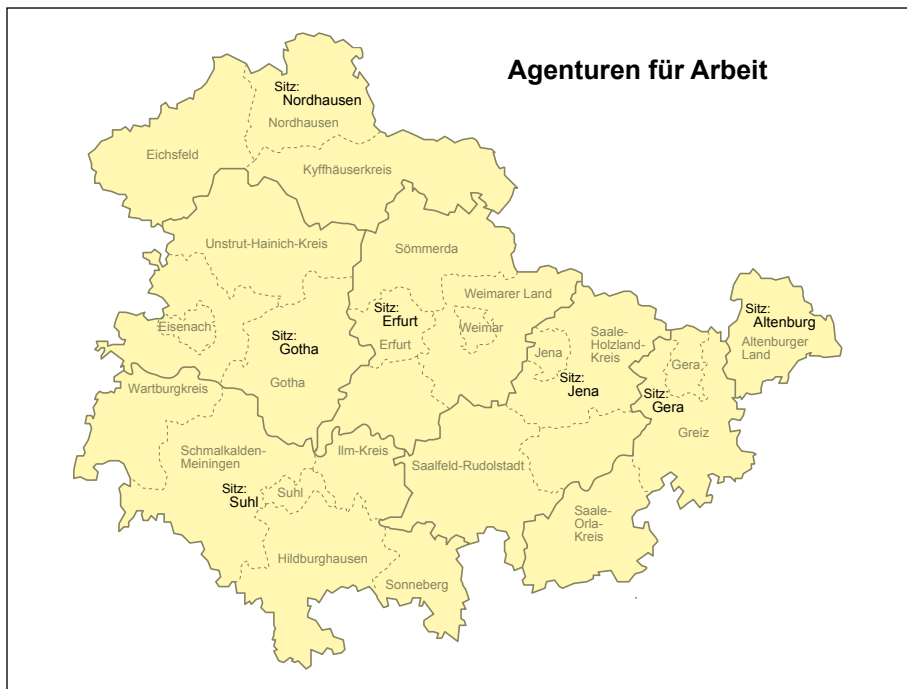 Agenturen für Arbeit
Sitz:
Nordhausen
Nordhausen
Eichsfeld
Kyffhäuserkreis
Unstrut-Hainich-Kreis
Sömmerda
Weimarer Land
Eisenach
Sitz:
Gotha
Gotha
Sitz:
Erfurt
Erfurt
Weimar
Saale-
Holzland-
Kreis
Jena
Sitz:
Jena
Sitz:
Altenburg
Altenburger
Land
Gera
Sitz:
Gera
Greiz
Wartburgkreis
Schmalkalden-
Meiningen
Ilm-Kreis
Saalfeld-Rudolstadt
Sitz:
Suhl
Suhl
Saale-
Orla-
Kreis
Hildburghausen
Sonneberg